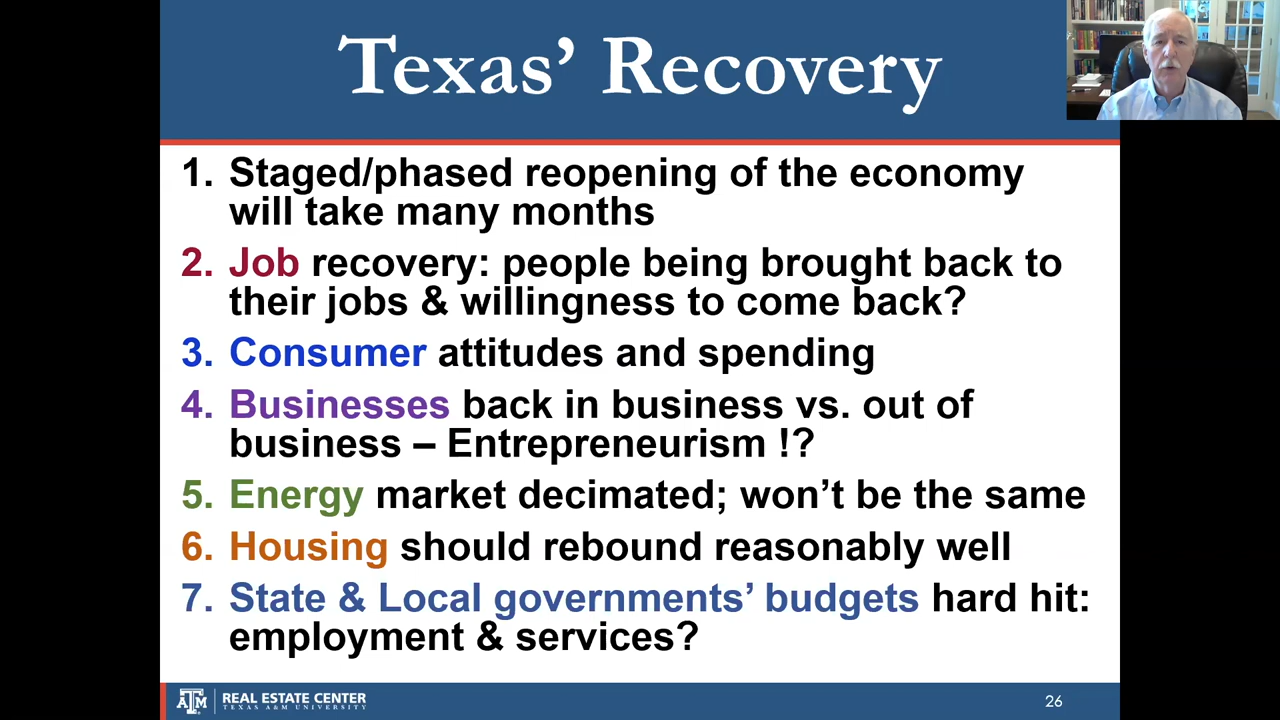 Texas’ Recovery
1. Staged/phased reopening of the economy
will take many months
2. Job recovery: people being brought back to
their jobs & willingness to come back?
3. Consumer attitudes and spending
4. Businesses back in business vs. out of
business – Entrepreneurism !?
5. Energy market decimated; won’t be the same
6. Housing should rebound reasonably well
7. State & Local governments’ budgets hard hit:
employment & services?
ATM REAL ESTATE CENTER
TEXAS A&M UNIVERSITY
26